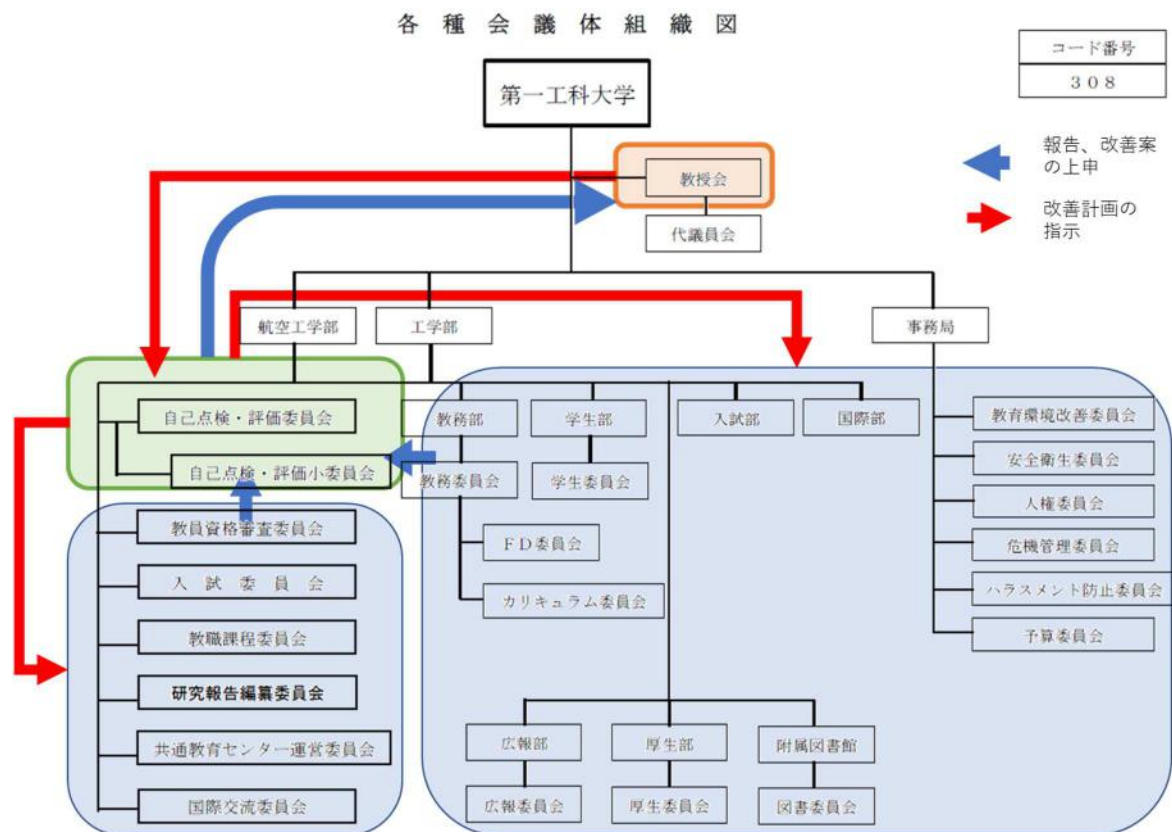 各種会議体組織図
コード番号
308
第一工科大学
報告、改善案
の上申
教授会
改善計画の
指示
代議員会
航空工学部
工学部
事務局
自己点検・評価委員会
教務部
学生部
入試部
国際部
教育環境改善委員会
自己点検・評価小委員会
教務委員会
学生委員会
安全衛生委員会
人権委員会
教員資格審査委員会
FD委員会
危機管理委員会
入試委員会
カリキュラム委員会
ハラスメント防止委員会
教職課程委員会
予算委員会
研究報告編纂委員会
共通教育センター運営委員会
広報部
厚生部
附属図書館
国際交流委員会
広報委員会
厚生委員会
図書委員会